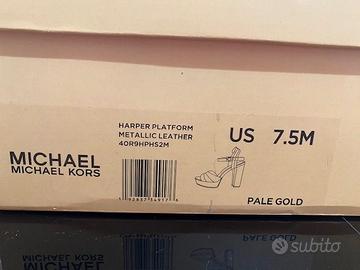 HARPER PLATFORM
METALLIC LEATHER
40R9HPHS2M
US 7.5M
MICHAEL
MICHAEL KORS
PALE GOLD
subito